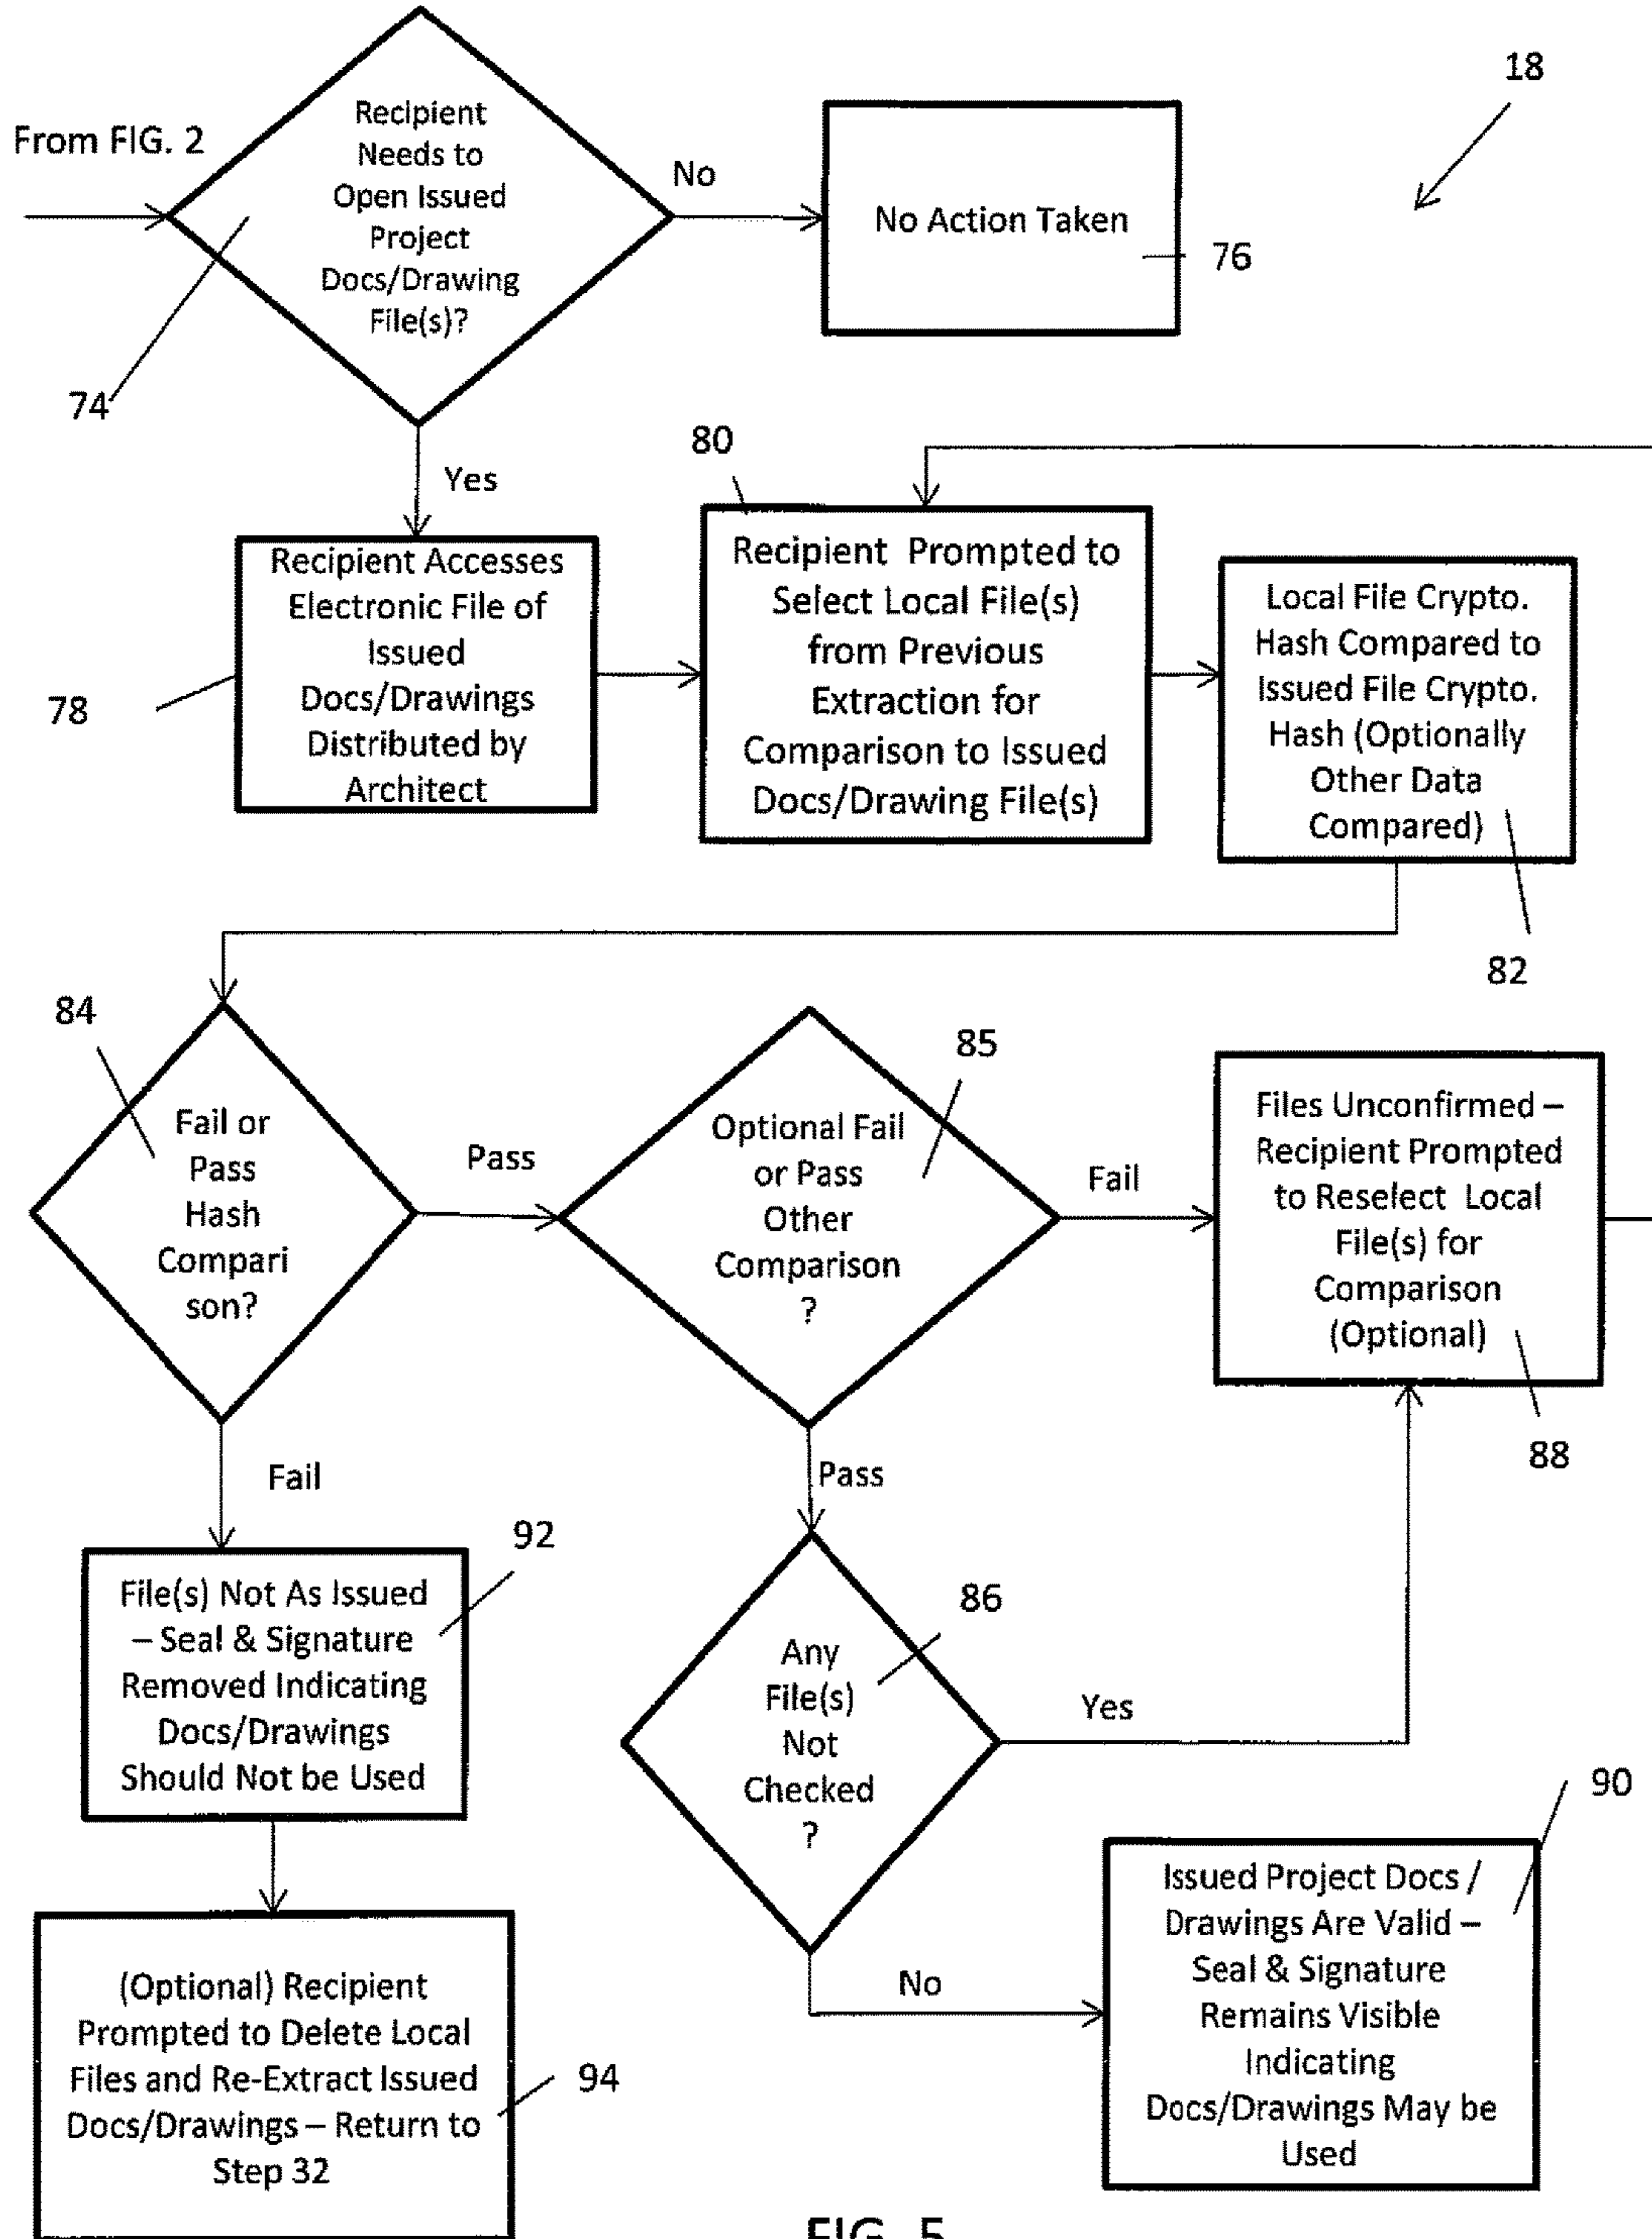 From FIG. 2
Recipient
Needs to
Open Issued
Project
Docs/Drawing
File(s)?
74
No
No Action Taken
76
18
Yes
Recipient Accesses
Electronic File of
Issued
Docs/Drawings
Distributed by
Architect
78
80
Recipient Prompted to
Select Local File(s)
from Previous
Extraction for
Comparison to Issued
Docs/Drawing File(s)
Local File Crypto.
Hash Compared to
Issued File Crypto.
Hash (Optionally
Other Data
Compared)
82
84
Fail or
Pass
Hash
Compari
son?
Pass
85
Optional Fail
or Pass
Other
Comparison
?
Fail
Files Unconfirmed –
Recipient Prompted
to Reselect Local
File(s) for
Comparison
(Optional)
88
Fail
Pass
92
File(s) Not As Issued
– Seal & Signature
Removed Indicating
Docs/Drawings
Should Not be Used
86
Any
File(s)
Not
Checked
?
Yes
No
90
Issued Project Docs /
Drawings Are Valid –
Seal & Signature
Remains Visible
Indicating
Docs/Drawings May be
Used
(Optional) Recipient
Prompted to Delete Local
Files and Re-Extract Issued
Docs/Drawings – Return to
Step 32
94
FIG. 5